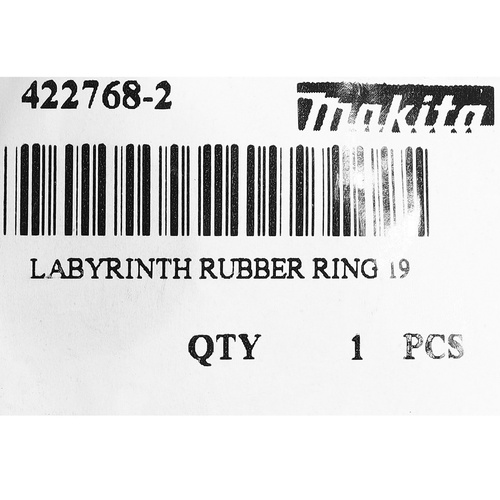 422768-2
makita
LABYRINTH RUBBER RING 19
QTY 1 PCS